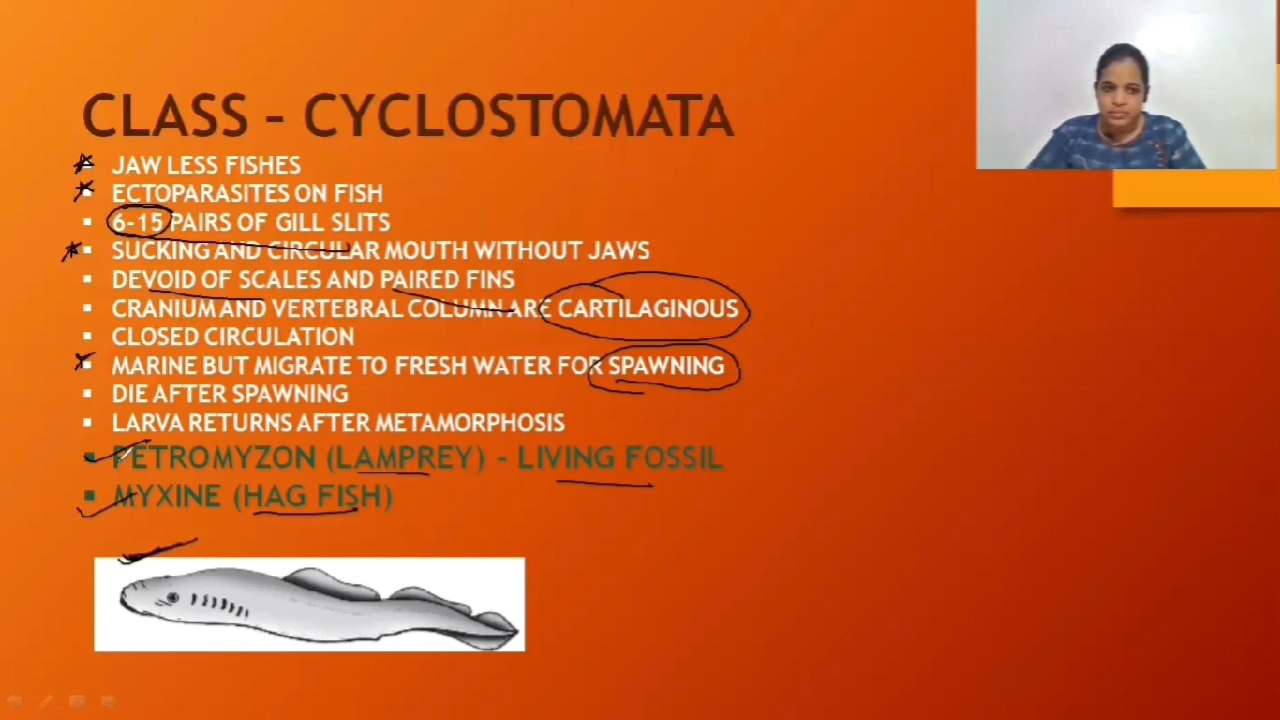 CLASS – CYCLOSTOMATA
JAW LESS FISHES
ECTOPARASITES ON FISH
6-15 PAIRS OF GILL SLITS
SUCKING AND CIRCULAR MOUTH WITHOUT JAWS
DEVOID OF SCALES AND PAIRED FINS
CRANIUM AND VERTEBRAL COLUMN ARE CARTILAGINOUS
CLOSED CIRCULATION
MARINE BUT MIGRATE TO FRESH WATER FOR SPAWNING
DIE AFTER SPAWNING
LARVA RETURNS AFTER METAMORPHOSIS
PETROMYZON (LAMPREY) – LIVING FOSSIL
MYXINE (HAG FISH)